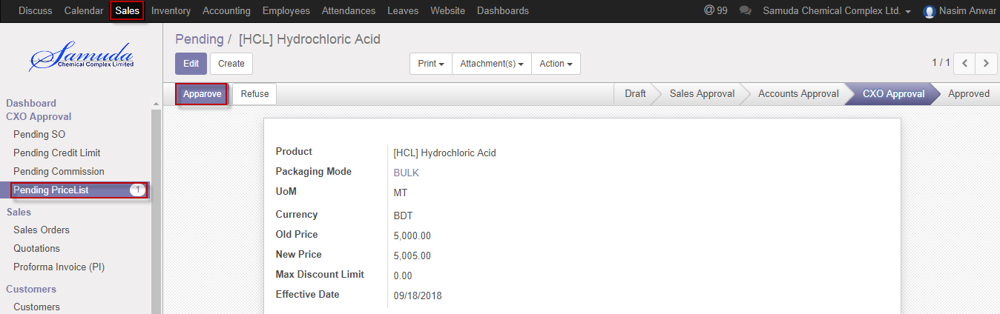 Discuss Calendar Sales Inventory Accounting Employees Attendances Leaves Website Dashboards @ 99 Samuda Chemical Complex Ltd. Nasim Anwar
Samuda
Chemical Complex Limited
Pending / [HCL] Hydrochloric Acid
Edit Create Print Attachment(s) Action 1 / 1
Apparove Refuse Draft Sales Approval Accounts Approval CXO Approval Approved
Dashboard
CXO Approval
Pending SO
Pending Credit Limit
Pending Commission
Pending PriceList 1
Sales
Sales Orders
Quotations
Proforma Invoice (PI)
Customers
Customers
Product [HCL] Hydrochloric Acid
Packaging Mode BULK
UoM MT
Currency BDT
Old Price 5,000.00
New Price 5,005.00
Max Discount Limit 0.00
Effective Date 09/18/2018